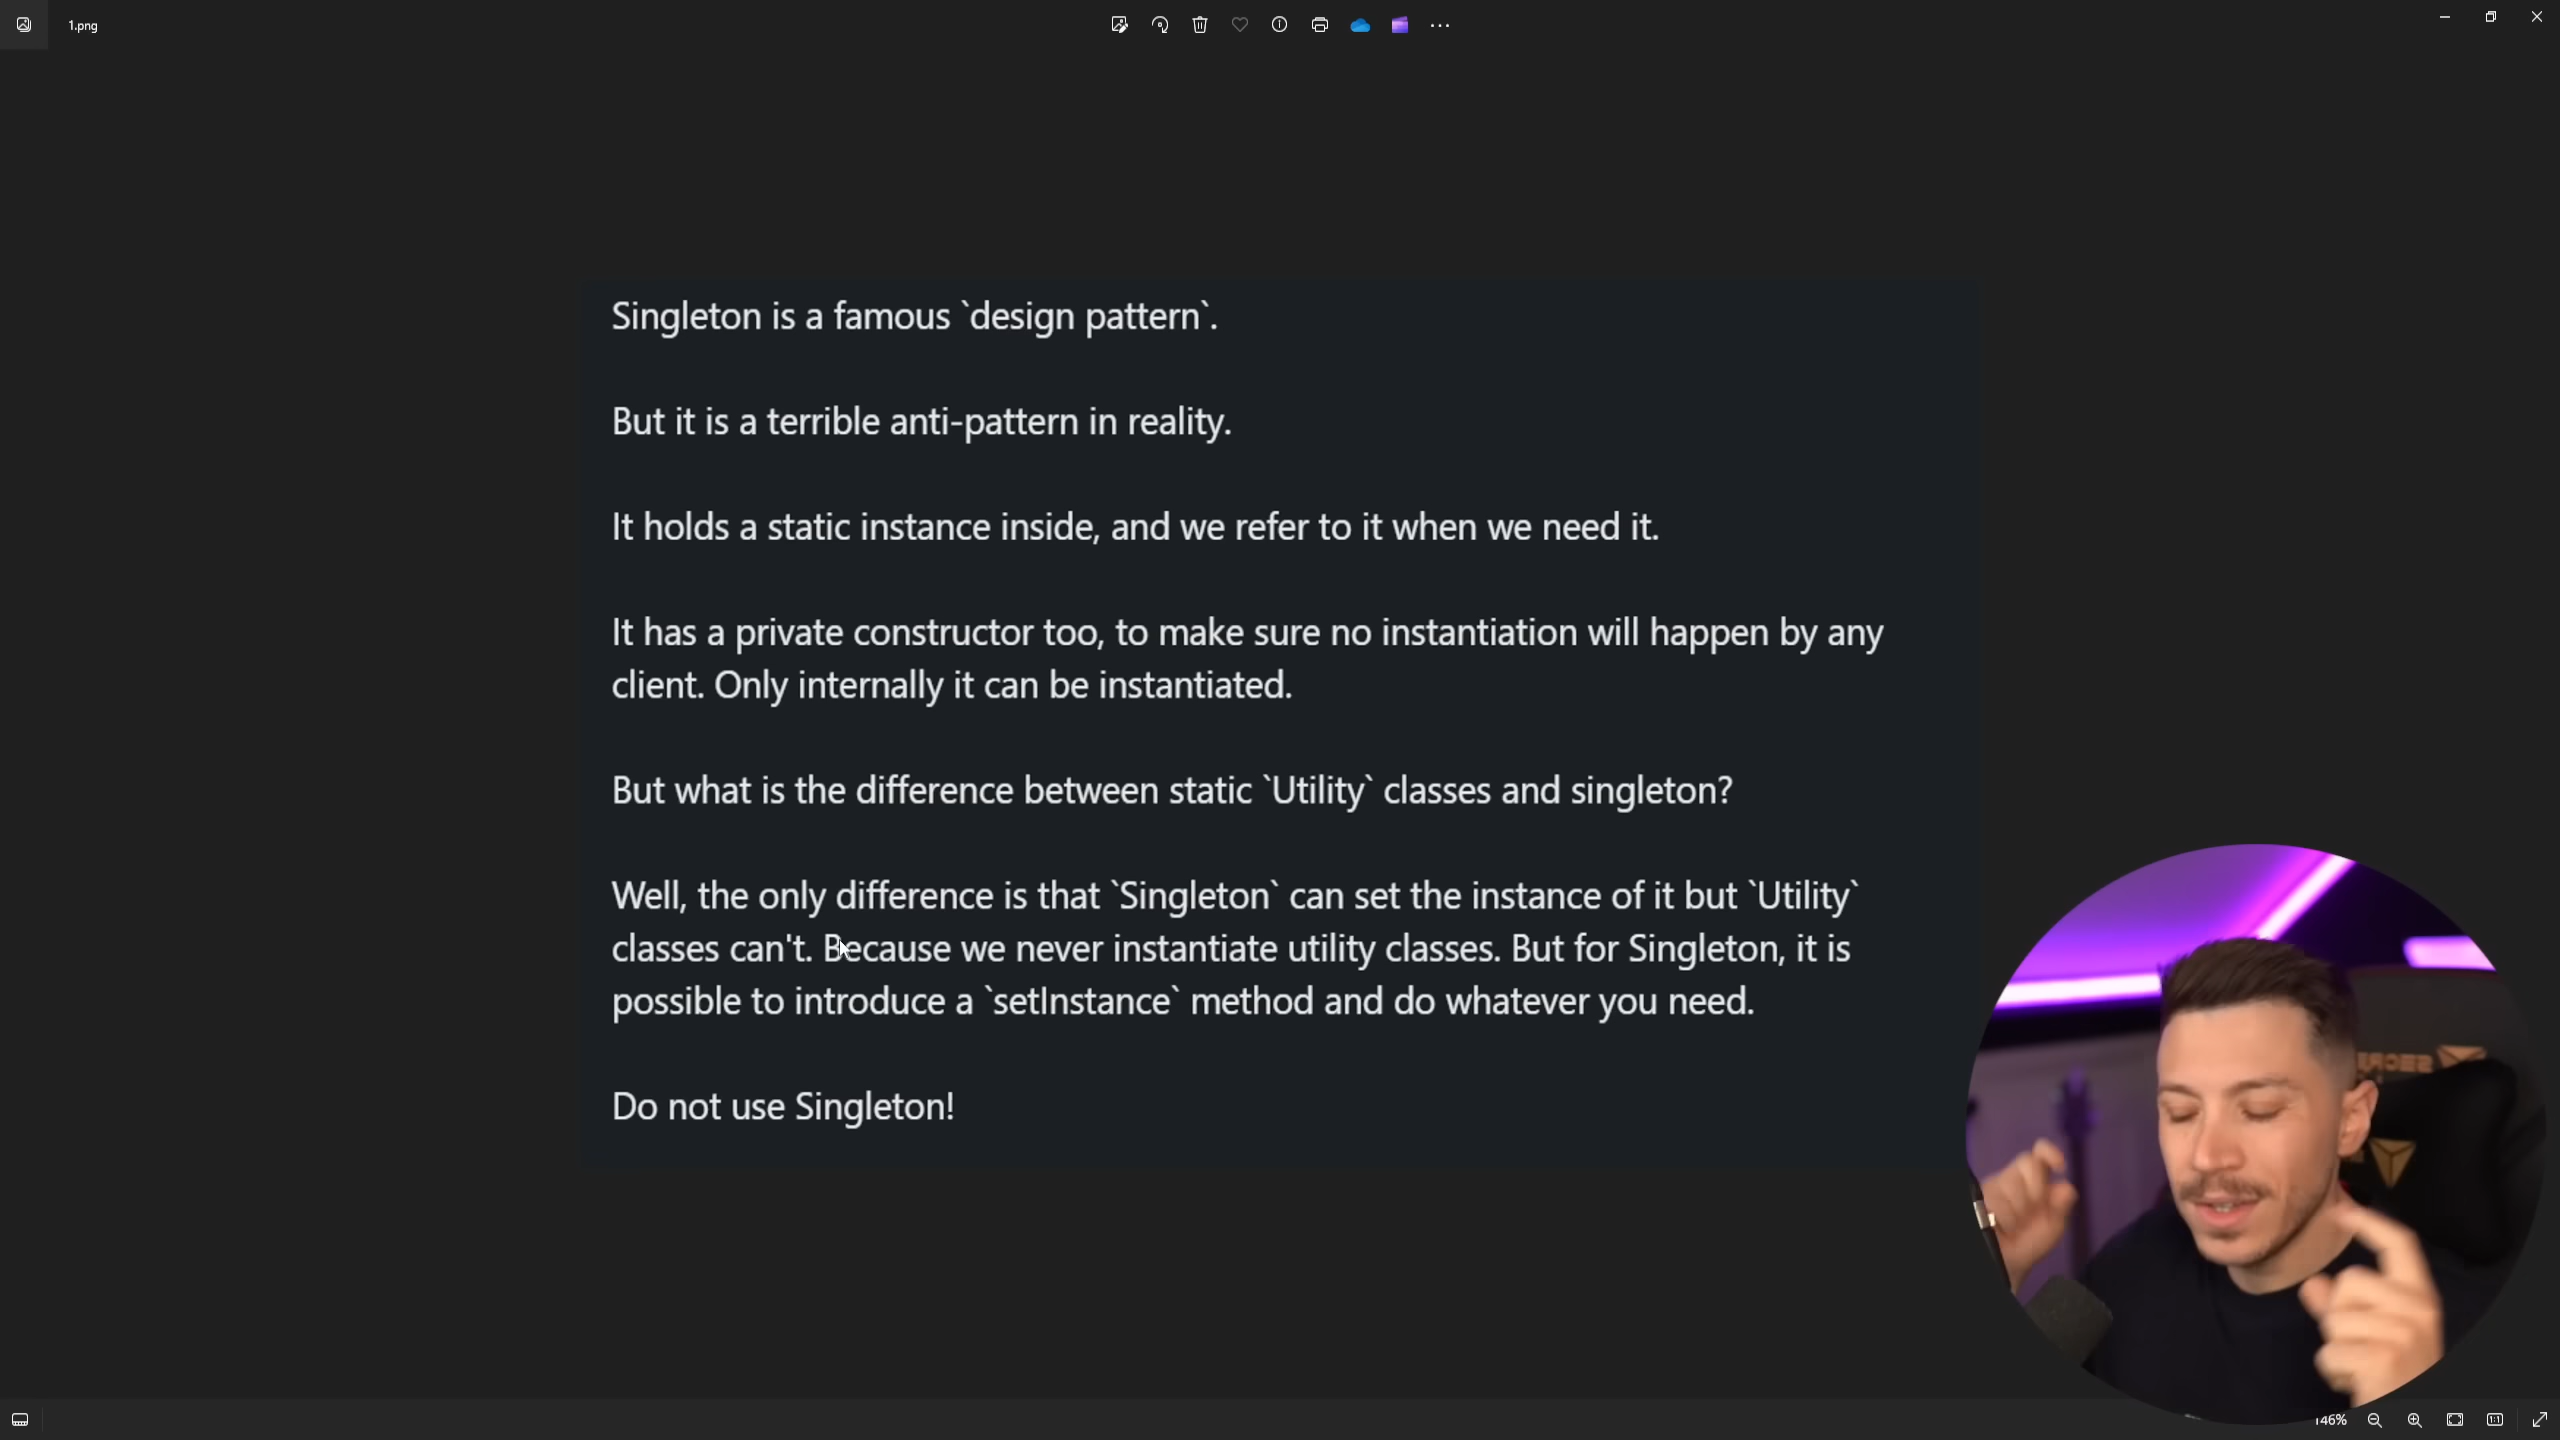 1.png
Singleton is a famous `design pattern`.
But it is a terrible anti-pattern in reality.
It holds a static instance inside, and we refer to it when we need it.
It has a private constructor too, to make sure no instantiation will happen by any
client. Only internally it can be instantiated.
But what is the difference between static `Utility` classes and singleton?
Well, the only difference is that `Singleton` can set the instance of it but `Utility`
classes can't. Because we never instantiate utility classes. But for Singleton, it is
possible to introduce a `setInstance` method and do whatever you need.
Do not use Singleton!
146%